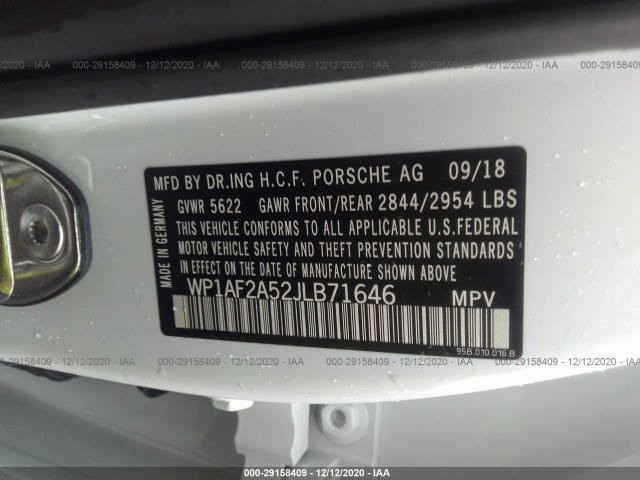 000-29158409 - 12/12/2020 - IAA
MADE IN GERMANY
MFD BY DR.ING H.C.F. PORSCHE AG 09/18
GVWR 5622 GAWR FRONT/REAR 2844/2954 LBS
THIS VEHICLE CONFORMS TO ALL APPLICABLE U.S.FEDERAL
MOTOR VEHICLE SAFETY AND THEFT PREVENTION STANDARDS
IN EFFECT ON THE DATE OF MANUFACTURE SHOWN ABOVE.
WP1AF2A52JLB71646 MPV
95B.010.016 B
000-29158409 - 12/12/2020 - IAA